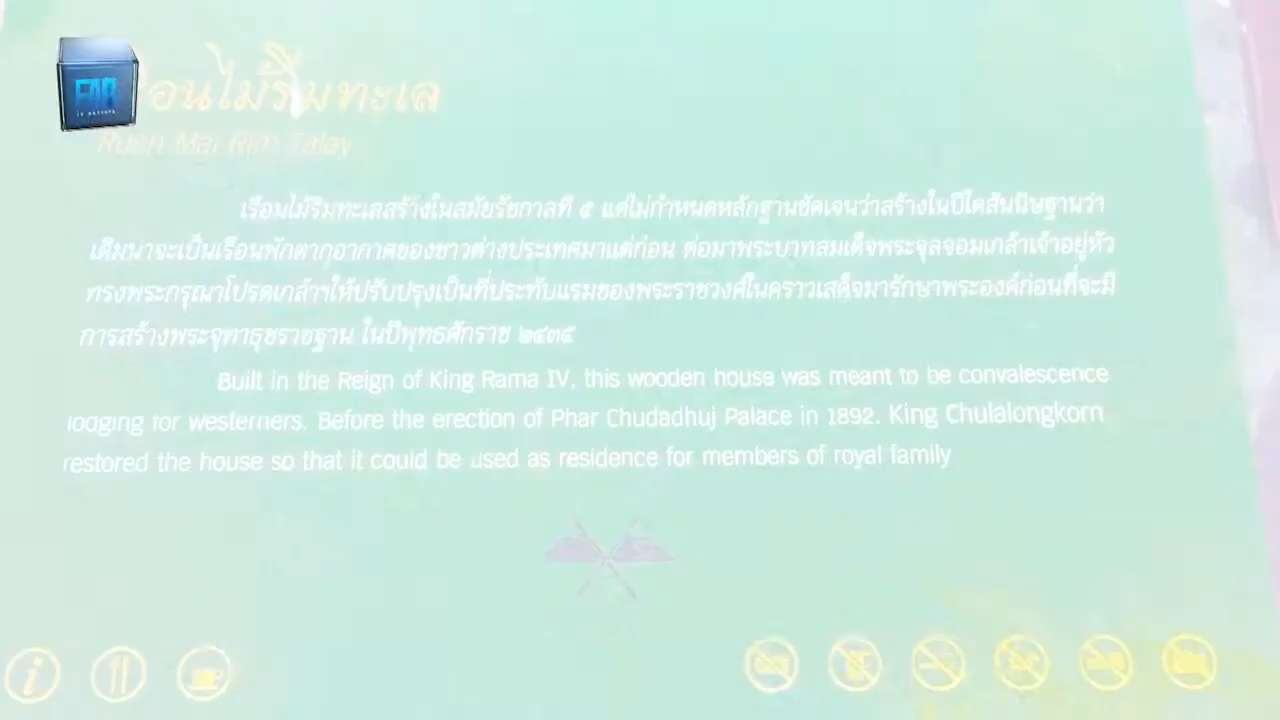 FAR
เรือนไม้ริมทะเล
Ruen Mai Rim Talay
เรือนไม้ริมทะเลสร้างในสมัยรัชกาลที่ ๕ แต่ไม่กำหนดหลักฐานชัดเจนว่าสร้างในปีใดสันนิษฐานว่า
เดิมน่าจะเป็นเรือนพักตากอากาศของชาวต่างประเทศมาแต่ก่อน ต่อมาพระบาทสมเด็จพระจุลจอมเกล้าเจ้าอยู่หัว
ทรงพระกรุณาโปรดเกล้าฯให้ปรับปรุงเป็นที่ประทับแรมของพระราชวงศ์ในคราวเสด็จมารักษาพระองค์ก่อนที่จะมี
การสร้างพระจุฑาธุชราชฐาน ในปีพุทธศักราช ๒๔๓๕
Built in the Reign of King Rama IV, this wooden house was meant to be convalescence
lodging for westerners. Before the erection of Phar Chudadhuj Palace in 1892. King Chulalongkorn
restored the house so that it could be used as residence for members of royal family